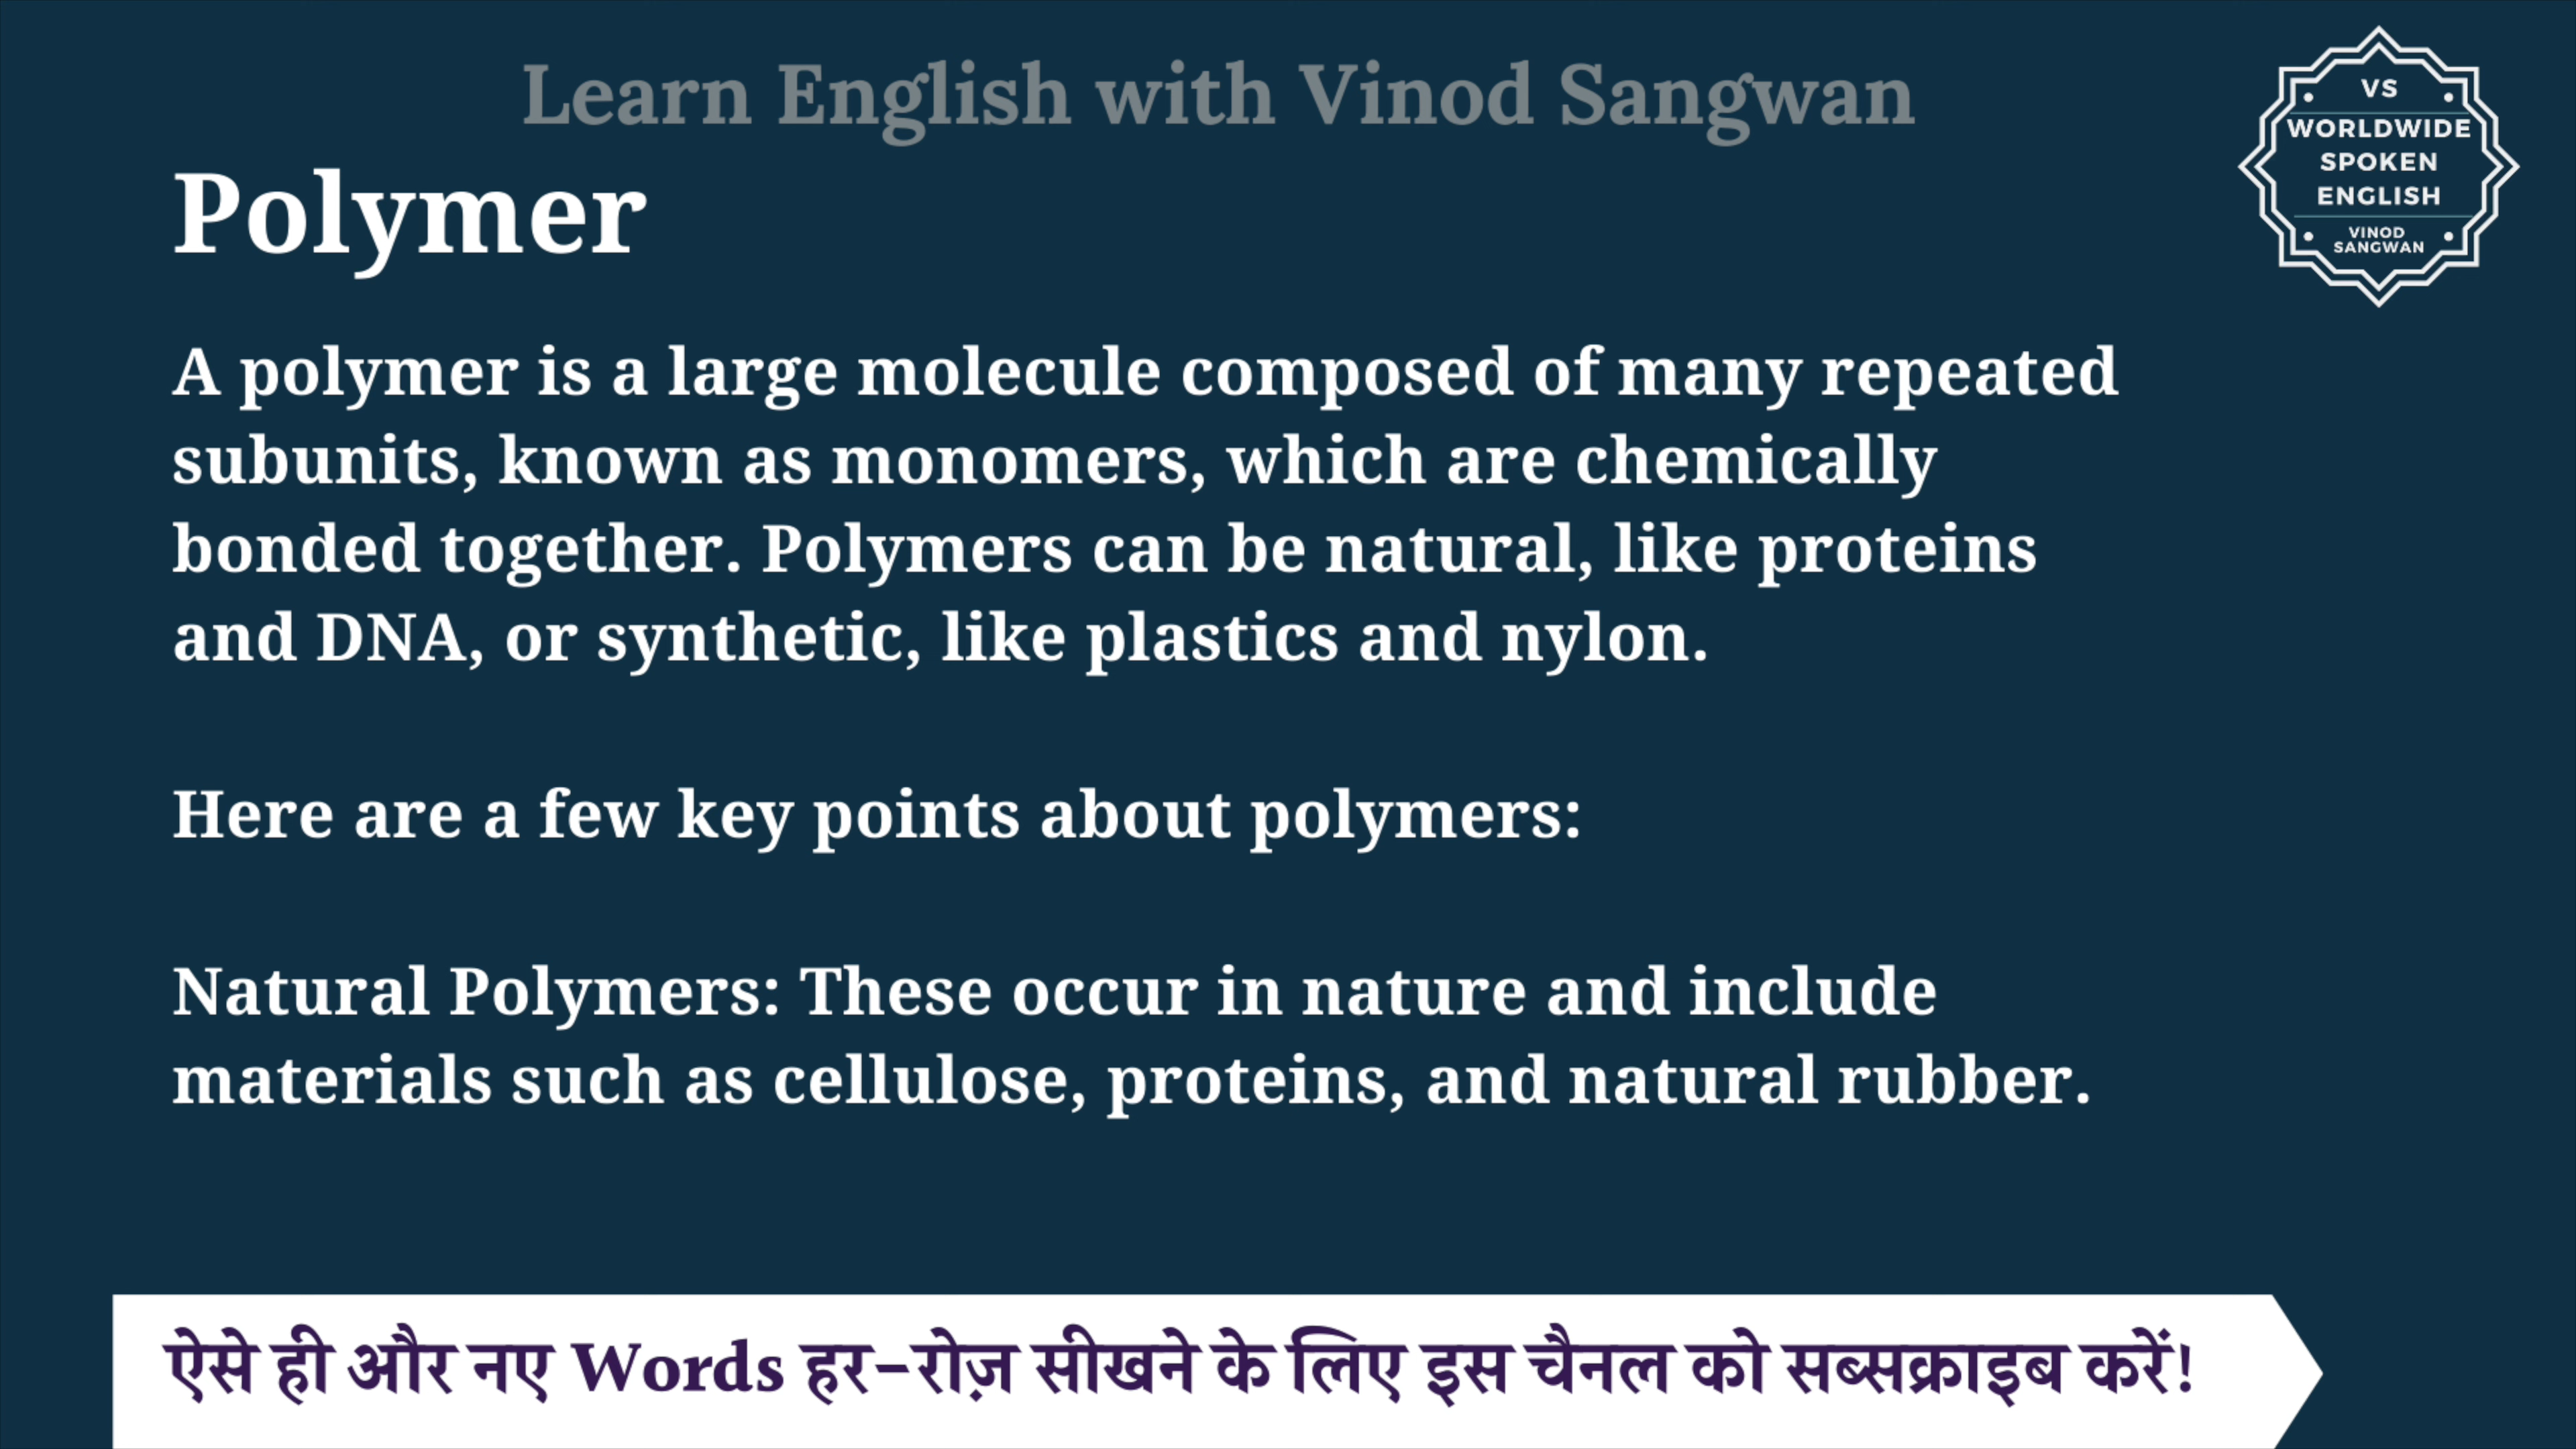 Learn English with Vinod Sangwan
VS
WORLDWIDE
SPOKEN
ENGLISH
VINOD
SANGWAN
Polymer
A polymer is a large molecule composed of many repeated
subunits, known as monomers, which are chemically
bonded together. Polymers can be natural, like proteins
and DNA, or synthetic, like plastics and nylon.
Here are a few key points about polymers:
Natural Polymers: These occur in nature and include
materials such as cellulose, proteins, and natural rubber.
ऐसे ही और नए Words हर-रोज़ सीखने के लिए इस चैनल को सब्सक्राइब करें!